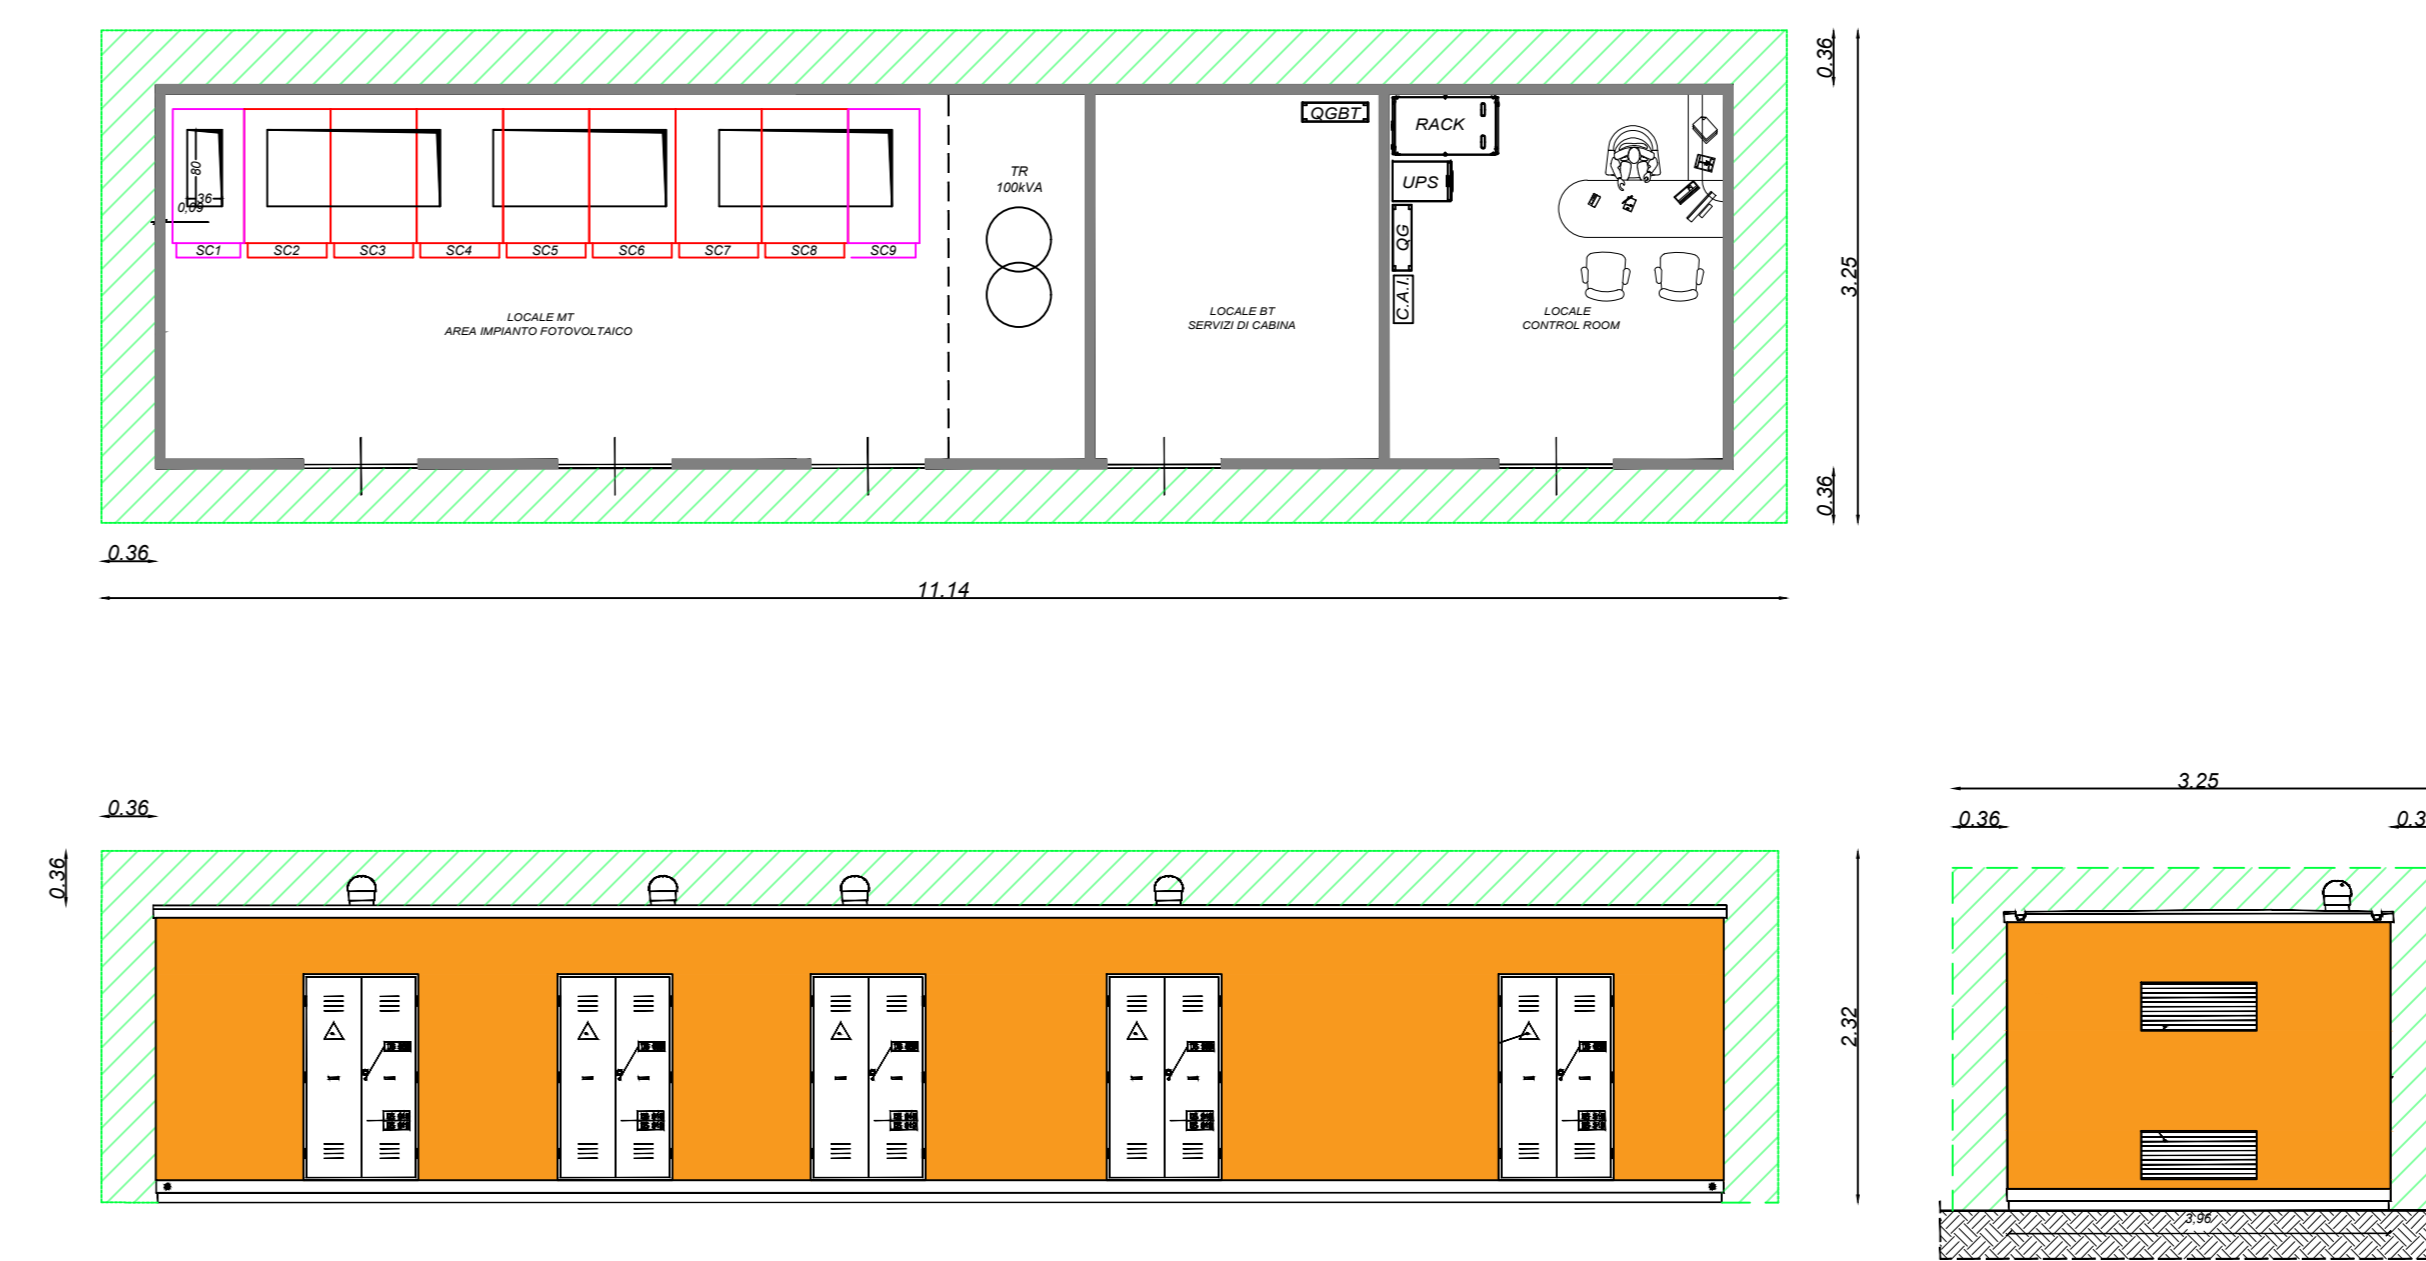 0.36
QGBT
RACK
80
TR
100kVA
UPS
36
0,09
QG
SC1 SC2 SC3 SC4 SC5 SC6 SC7 SC8 SC9
3.25
C.A.I.
LOCALE MT
AREA IMPIANTO FOTOVOLTAICO
LOCALE BT
SERVIZI DI CABINA
LOCALE
CONTROL ROOM
0.36
0.36
11.14
3.25
0.36
0.36
0.3
0.36
2.32
3,96